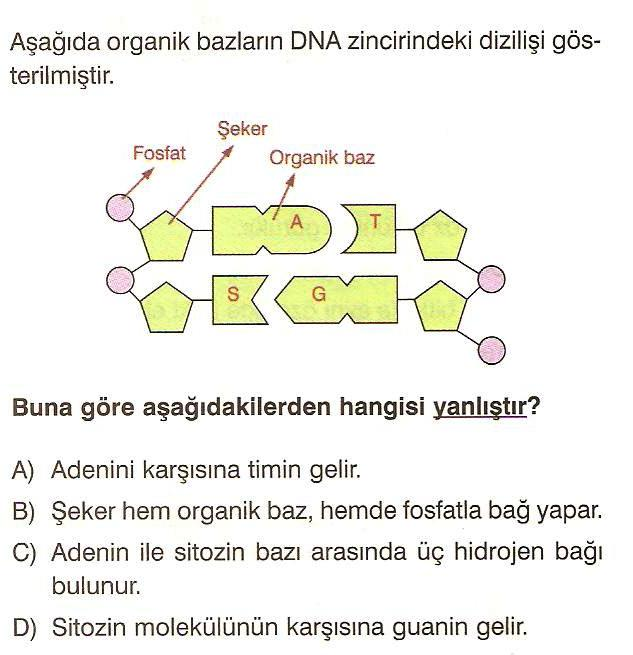 Aşağıda organik bazların DNA zincirindeki dizilişi gös-
terilmiştir.
Şeker
Fosfat
Organik baz
A
T
S
G
Buna göre aşağıdakilerden hangisi yanlıştır?
A) Adenini karşısına timin gelir.
B) Şeker hem organik baz, hemde fosfatla bağ yapar.
C) Adenin ile sitozin bazı arasında üç hidrojen bağı
bulunur.
D) Sitozin molekülünün karşısına guanin gelir.